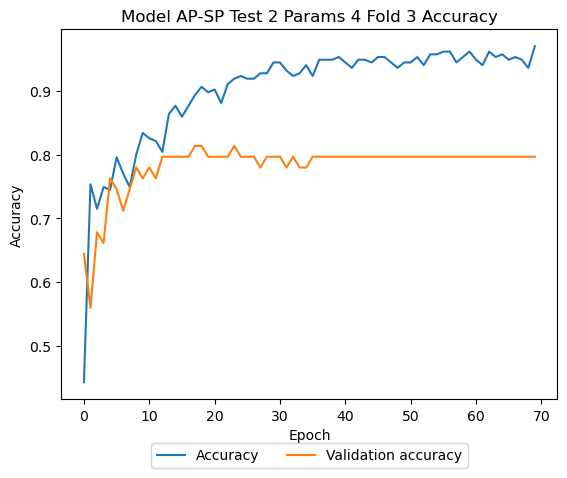 Model AP-SP Test 2 Params 4 Fold 3 Accuracy
Accuracy
0.9
0.8
0.7
0.6
0.5
0 10 20 30 40 50 60 70
Epoch
Accuracy Validation accuracy